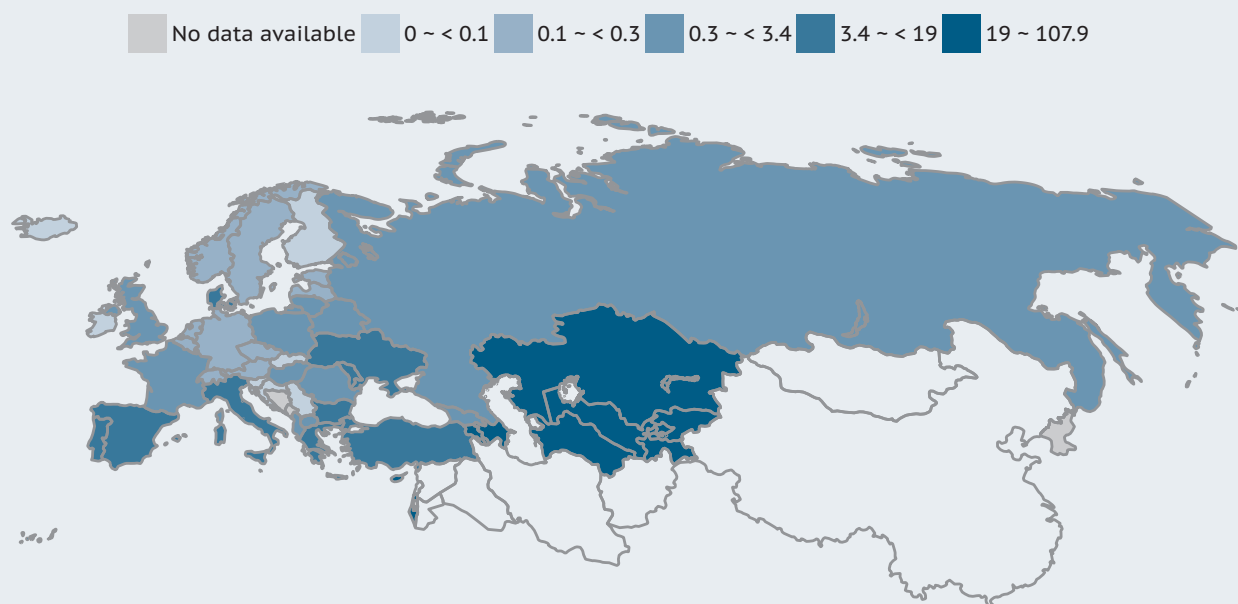 No data available 0 ~ < 0.1 0.1 ~ < 0.3 0.3 ~ < 3.4 3.4 ~ < 19 19 ~ 107.9